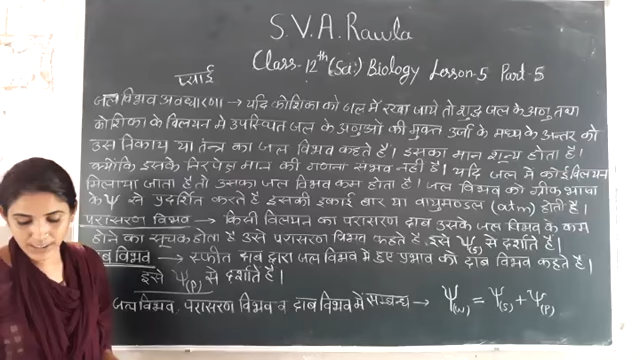 S.V.A. Rawla
Class-12th (Sci.) Biology Lesson-5 Part-5
साई
जल विभव अवधारणा → यदि कोशिका को जल में रखा जाये तो शुद्ध जल के अनु तथा
कोशिका के विलयन मे उपस्थित जल के अणुओ की मुक्त उर्जा के मध्य के अन्तर को
उस निकाय या तन्त्र का जल विभव कहते है। इसका मान शून्य होता है।
क्योंकि इसके निरपेक्ष मान की गणना संभव नही है। यदि जल मे कोई विलयन
मिलाया जाता है तो उसका जल विभव कम होता है। जल विभव को ग्रीक भाषा
के Ψ से प्रदर्शित करते है इसकी इकाई बार या वायुमण्डल (atm) होती है।
परासरण विभव → किसी विलयन का परासरण दाब उसके जल विभव के कम
होने का सूचक होता है उसे परासरण विभव कहते है। इसे Ψ(s) से दर्शाते है।
विभव → स्फीत दाब द्वारा जल विभव मे हुए प्रभाव को दाब विभव कहते है।
इसे Ψ(P) से दर्शाते है।
जल विभव, परासरण विभव व दाब विभव में सम्बन्ध → Ψ(w) = Ψ(s) + Ψ(P)